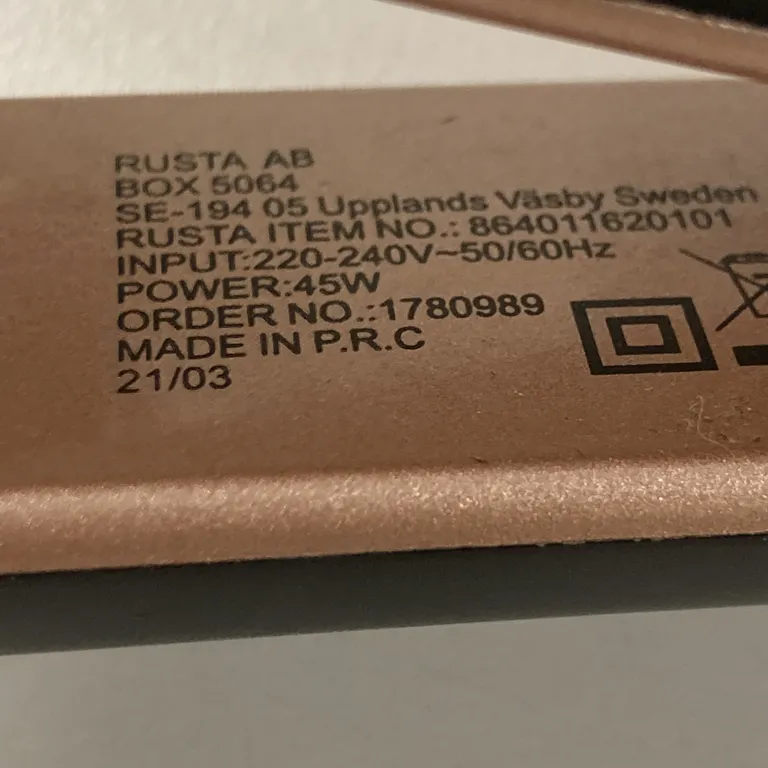 RUSTA AB
BOX 5064
SE-194 05 Upplands Väsby Sweden
RUSTA ITEM NO.: 864011620101
INPUT:220-240V~50/60Hz
POWER:45W
ORDER NO.:1780989
MADE IN P.R.C
21/03